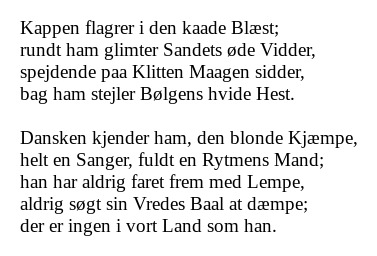 Kappen flagrer i den kaade Blæst;
rundt ham glimter Sandets øde Vidder,
spejdende paa Klitten Maagen sidder,
bag ham stejler Bølgens hvide Hest.

Dansken kjender ham, den blonde Kjæmpe,
helt en Sanger, fuldt en Rytmens Mand;
han har aldrig faret frem med Lempe,
aldrig søgt sin Vredes Baal at dæmpe;
der er ingen i vort Land som han.